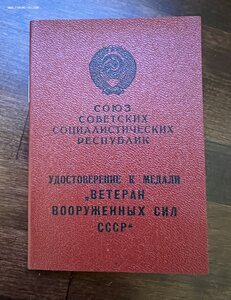 СОЮЗ
СОВЕТСКИХ
СОЦИАЛИСТИЧЕСКИХ
РЕСПУБЛИК
УДОСТОВЕРЕНИЕ К МЕДАЛИ
„ВЕТЕРАН
ВООРУЖЕННЫХ СИЛ
СССР“